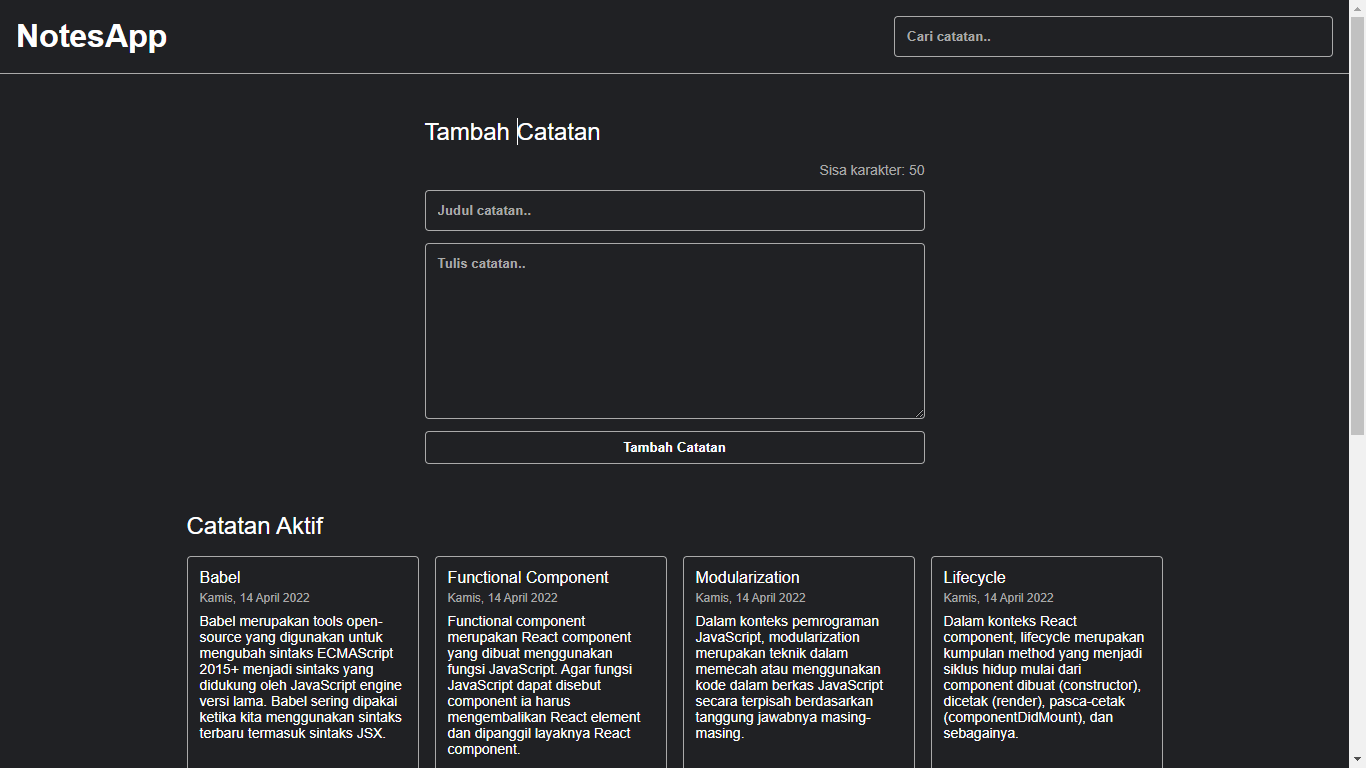 NotesApp
Cari catatan..
Tambah Catatan
Sisa karakter: 50
Judul catatan..
Tulis catatan..
Tambah Catatan
Catatan Aktif
Babel
Kamis, 14 April 2022
Babel merupakan tools open-
source yang digunakan untuk
mengubah sintaks ECMAScript
2015+ menjadi sintaks yang
didukung oleh JavaScript engine
versi lama. Babel sering dipakai
ketika kita menggunakan sintaks
terbaru termasuk sintaks JSX.
Functional Component
Kamis, 14 April 2022
Functional component
merupakan React component
yang dibuat menggunakan
fungsi JavaScript. Agar fungsi
JavaScript dapat disebut
component ia harus
mengembalikan React element
dan dipanggil layaknya React
component.
Modularization
Kamis, 14 April 2022
Dalam konteks pemrograman
JavaScript, modularization
merupakan teknik dalam
memecah atau menggunakan
kode dalam berkas JavaScript
secara terpisah berdasarkan
tanggung jawabnya masing-
masing.
Lifecycle
Kamis, 14 April 2022
Dalam konteks React
component, lifecycle merupakan
kumpulan method yang menjadi
siklus hidup mulai dari
component dibuat (constructor),
dicetak (render), pasca-cetak
(componentDidMount), dan
sebagainya.